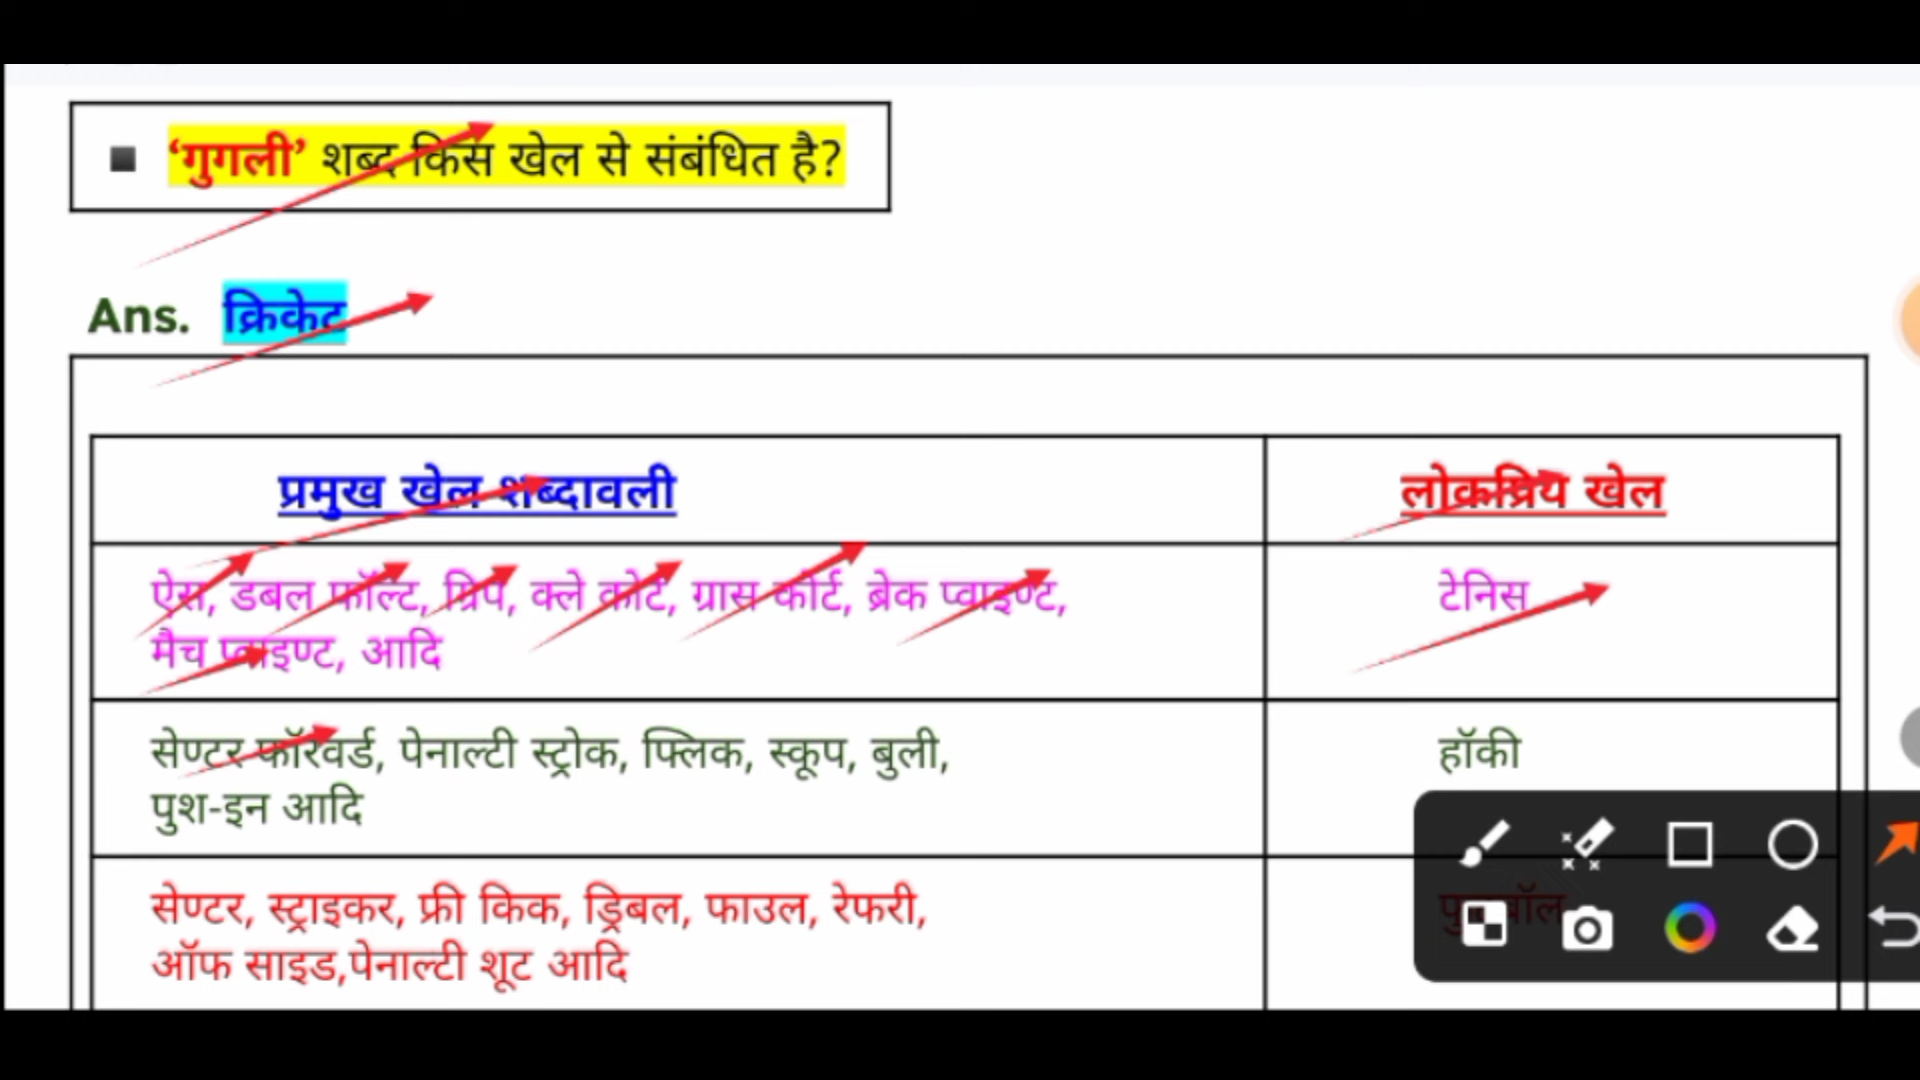 ‘गुगली’ शब्द किस खेल से संबंधित है?
Ans. क्रिकेट
प्रमुख खेल शब्दावली
लोकप्रिय खेल
ऐस, डबल फॉल्ट, ग्रिप, क्ले कोर्ट, ग्रास कोर्ट, ब्रेक प्वाइण्ट,
मैच प्वाइण्ट, आदि
टेनिस
सेण्टर फॉरवर्ड, पेनाल्टी स्ट्रोक, फ्लिक, स्कूप, बुली,
पुश-इन आदि
हॉकी
सेण्टर, स्ट्राइकर, फ्री किक, ड्रिबल, फाउल, रेफरी,
ऑफ साइड,पेनाल्टी शूट आदि